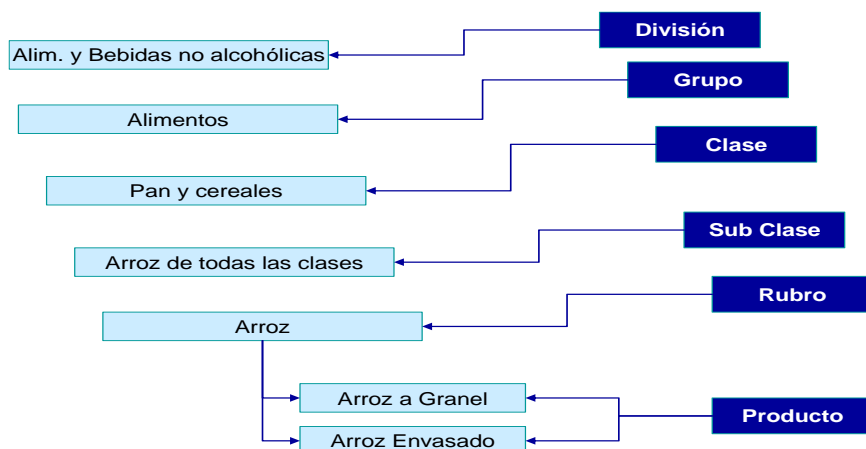 División
Alim. y Bebidas no alcohólicas
Grupo
Alimentos
Clase
Pan y cereales
Sub Clase
Arroz de todas las clases
Rubro
Arroz
Arroz a Granel
Producto
Arroz Envasado